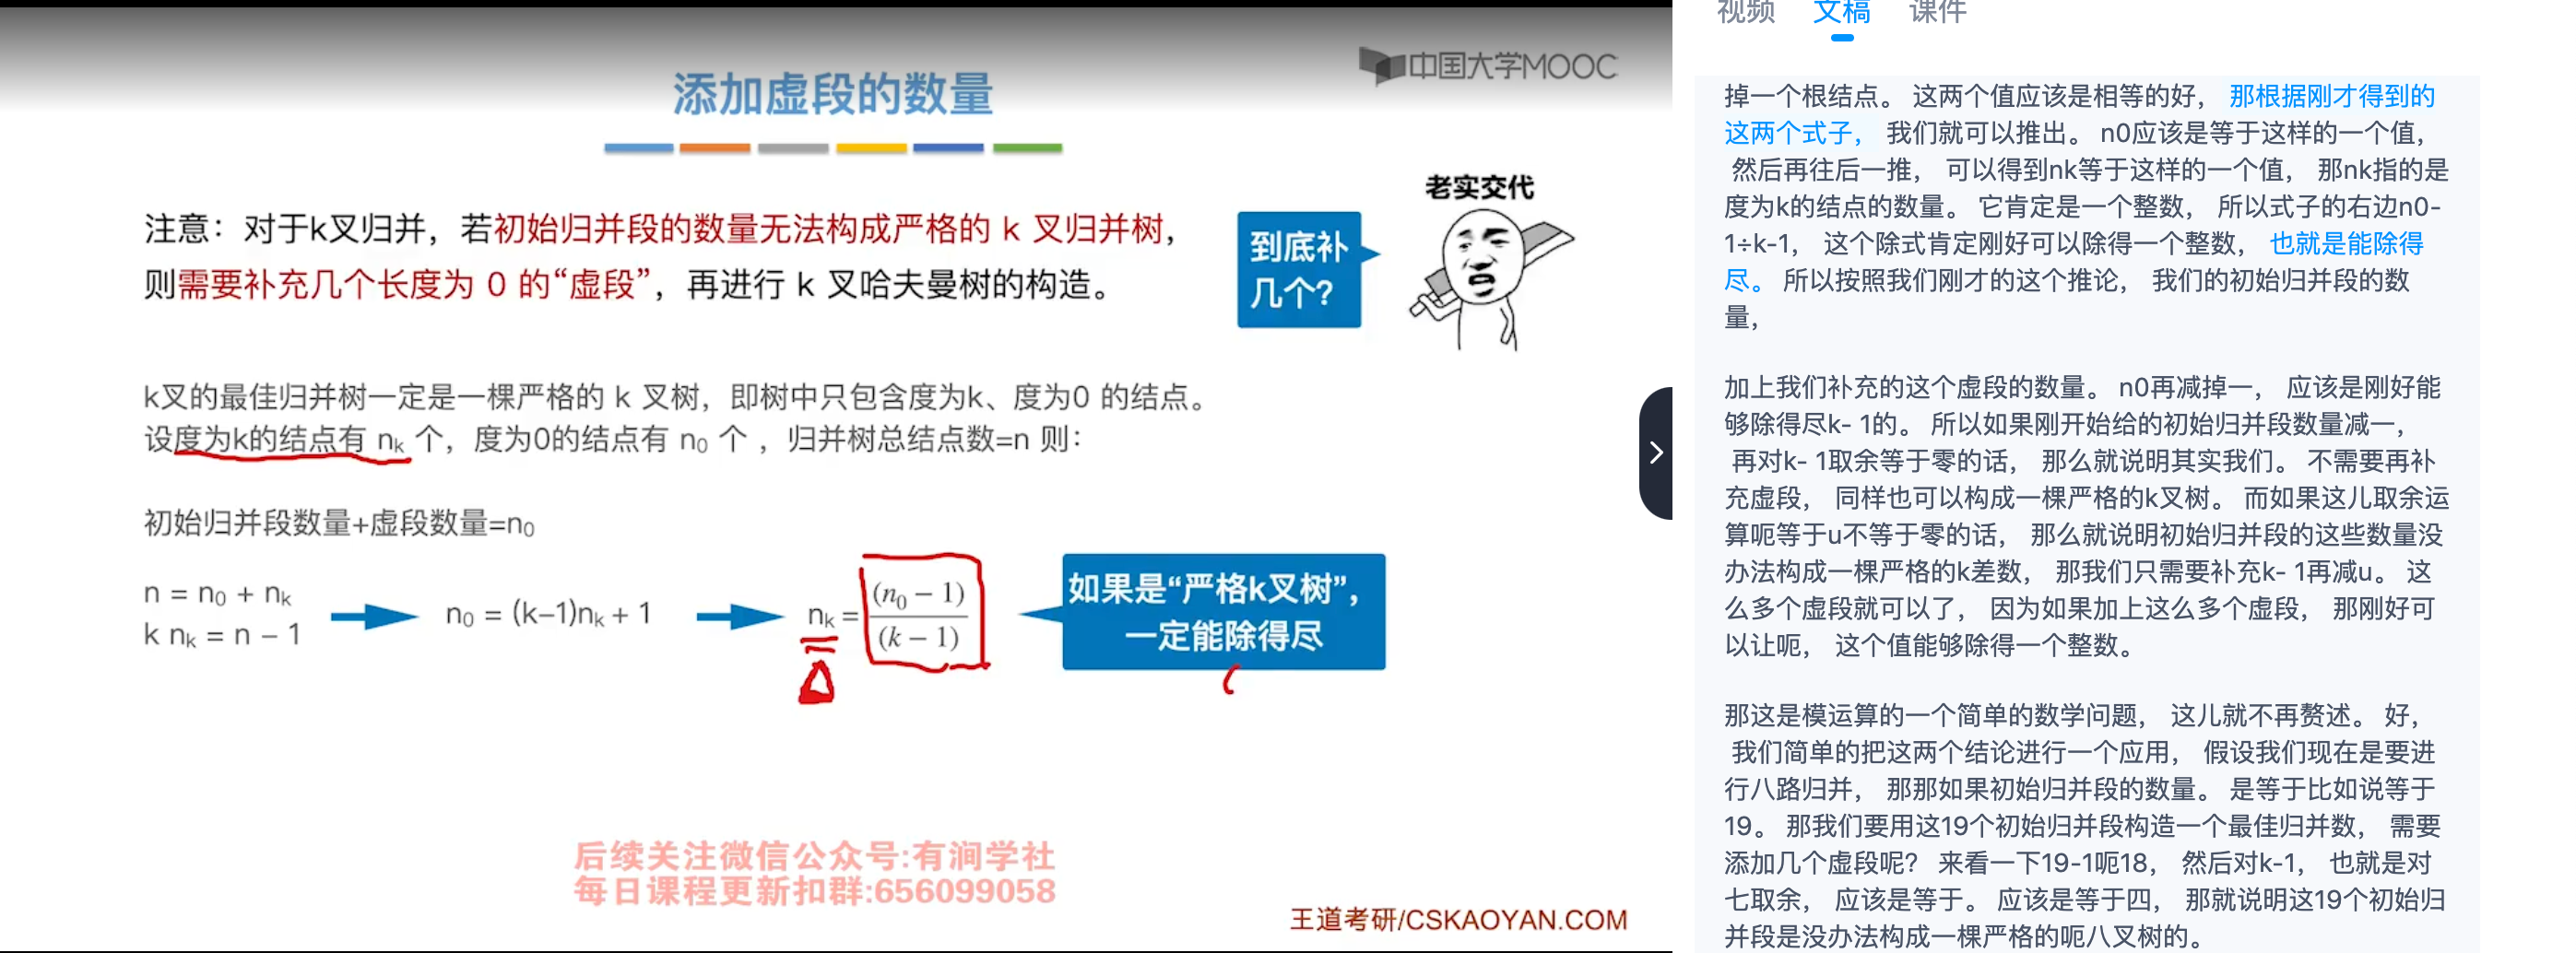 中国大学MOOC
添加虚段的数量
注意：对于k叉归并，若初始归并段的数量无法构成严格的 k 叉归并树，
则需要补充几个长度为 0 的“虚段”，再进行 k 叉哈夫曼树的构造。
老实交代
到底补
几个?
k叉的最佳归并树一定是一棵严格的 k 叉树，即树中只包含度为k、度为0 的结点。
设度为k的结点有 nk 个，度为0的结点有 n0 个 ，归并树总结点数=n 则：
初始归并段数量+虚段数量=n0
n = n0 + nk
k nk = n − 1
n0 = (k−1)nk + 1
nk = (n0 − 1) / (k − 1)
如果是“严格k叉树”，
一定能除得尽
后续关注微信公众号:有涧学社
每日课程更新扣群:656099058
王道考研/CSKAOYAN.COM
视频 文稿 课件
掉一个根结点。 这两个值应该是相等的好， 那根据刚才得到的
这两个式子， 我们就可以推出。 n0应该是等于这样的一个值，
然后再往后一推， 可以得到nk等于这样的一个值， 那nk指的是
度为k的结点的数量。 它肯定是一个整数， 所以式子的右边n0-
1÷k-1， 这个除式肯定刚好可以除得一个整数， 也就是能除得
尽。 所以按照我们刚才的这个推论， 我们的初始归并段的数
量，
加上我们补充的这个虚段的数量。 n0再减掉一， 应该是刚好能
够除得尽k- 1的。 所以如果刚开始给的初始归并段数量减一，
再对k- 1取余等于零的话， 那么就说明其实我们。 不需要再补
充虚段， 同样也可以构成一棵严格的k叉树。 而如果这儿取余运
算呃等于u不等于零的话， 那么就说明初始归并段的这些数量没
办法构成一棵严格的k差数， 那我们只需要补充k- 1再减u。 这
么多个虚段就可以了， 因为如果加上这么多个虚段， 那刚好可
以让呃， 这个值能够除得一个整数。
那这是模运算的一个简单的数学问题， 这儿就不再赘述。 好，
我们简单的把这两个结论进行一个应用， 假设我们现在是要进
行八路归并， 那那如果初始归并段的数量。 是等于比如说等于
19。 那我们要用这19个初始归并段构造一个最佳归并数， 需要
添加几个虚段呢? 来看一下19-1呃18， 然后对k-1， 也就是对
七取余， 应该是等于。 应该是等于四， 那就说明这19个初始归
并段是没办法构成一棵严格的呃八叉树的。